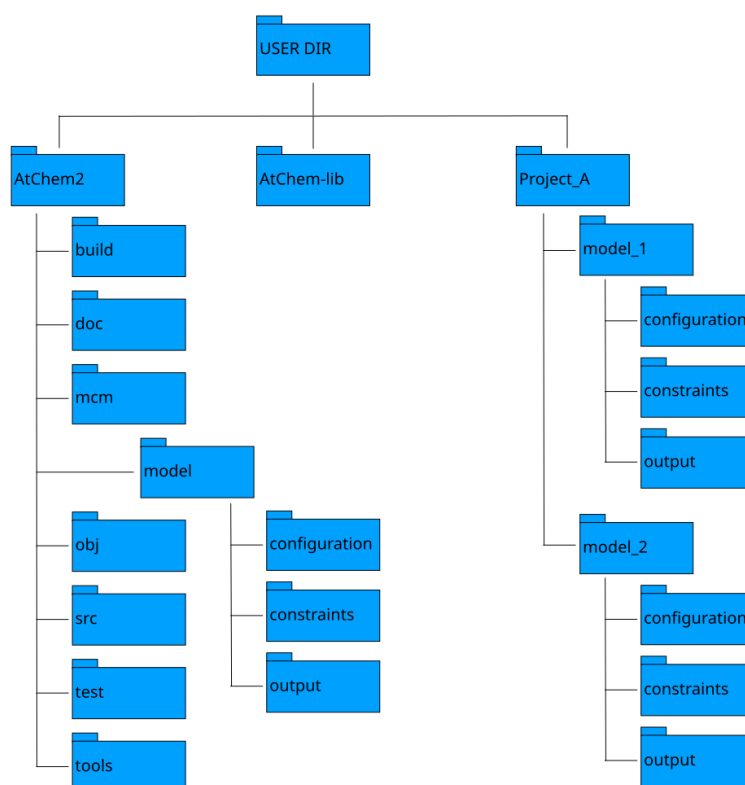 USER DIR
AtChem2
AtChem-lib
Project_A
build
doc
mcm
model
configuration
constraints
output
obj
src
test
tools
model_1
configuration
constraints
output
model_2
configuration
constraints
output